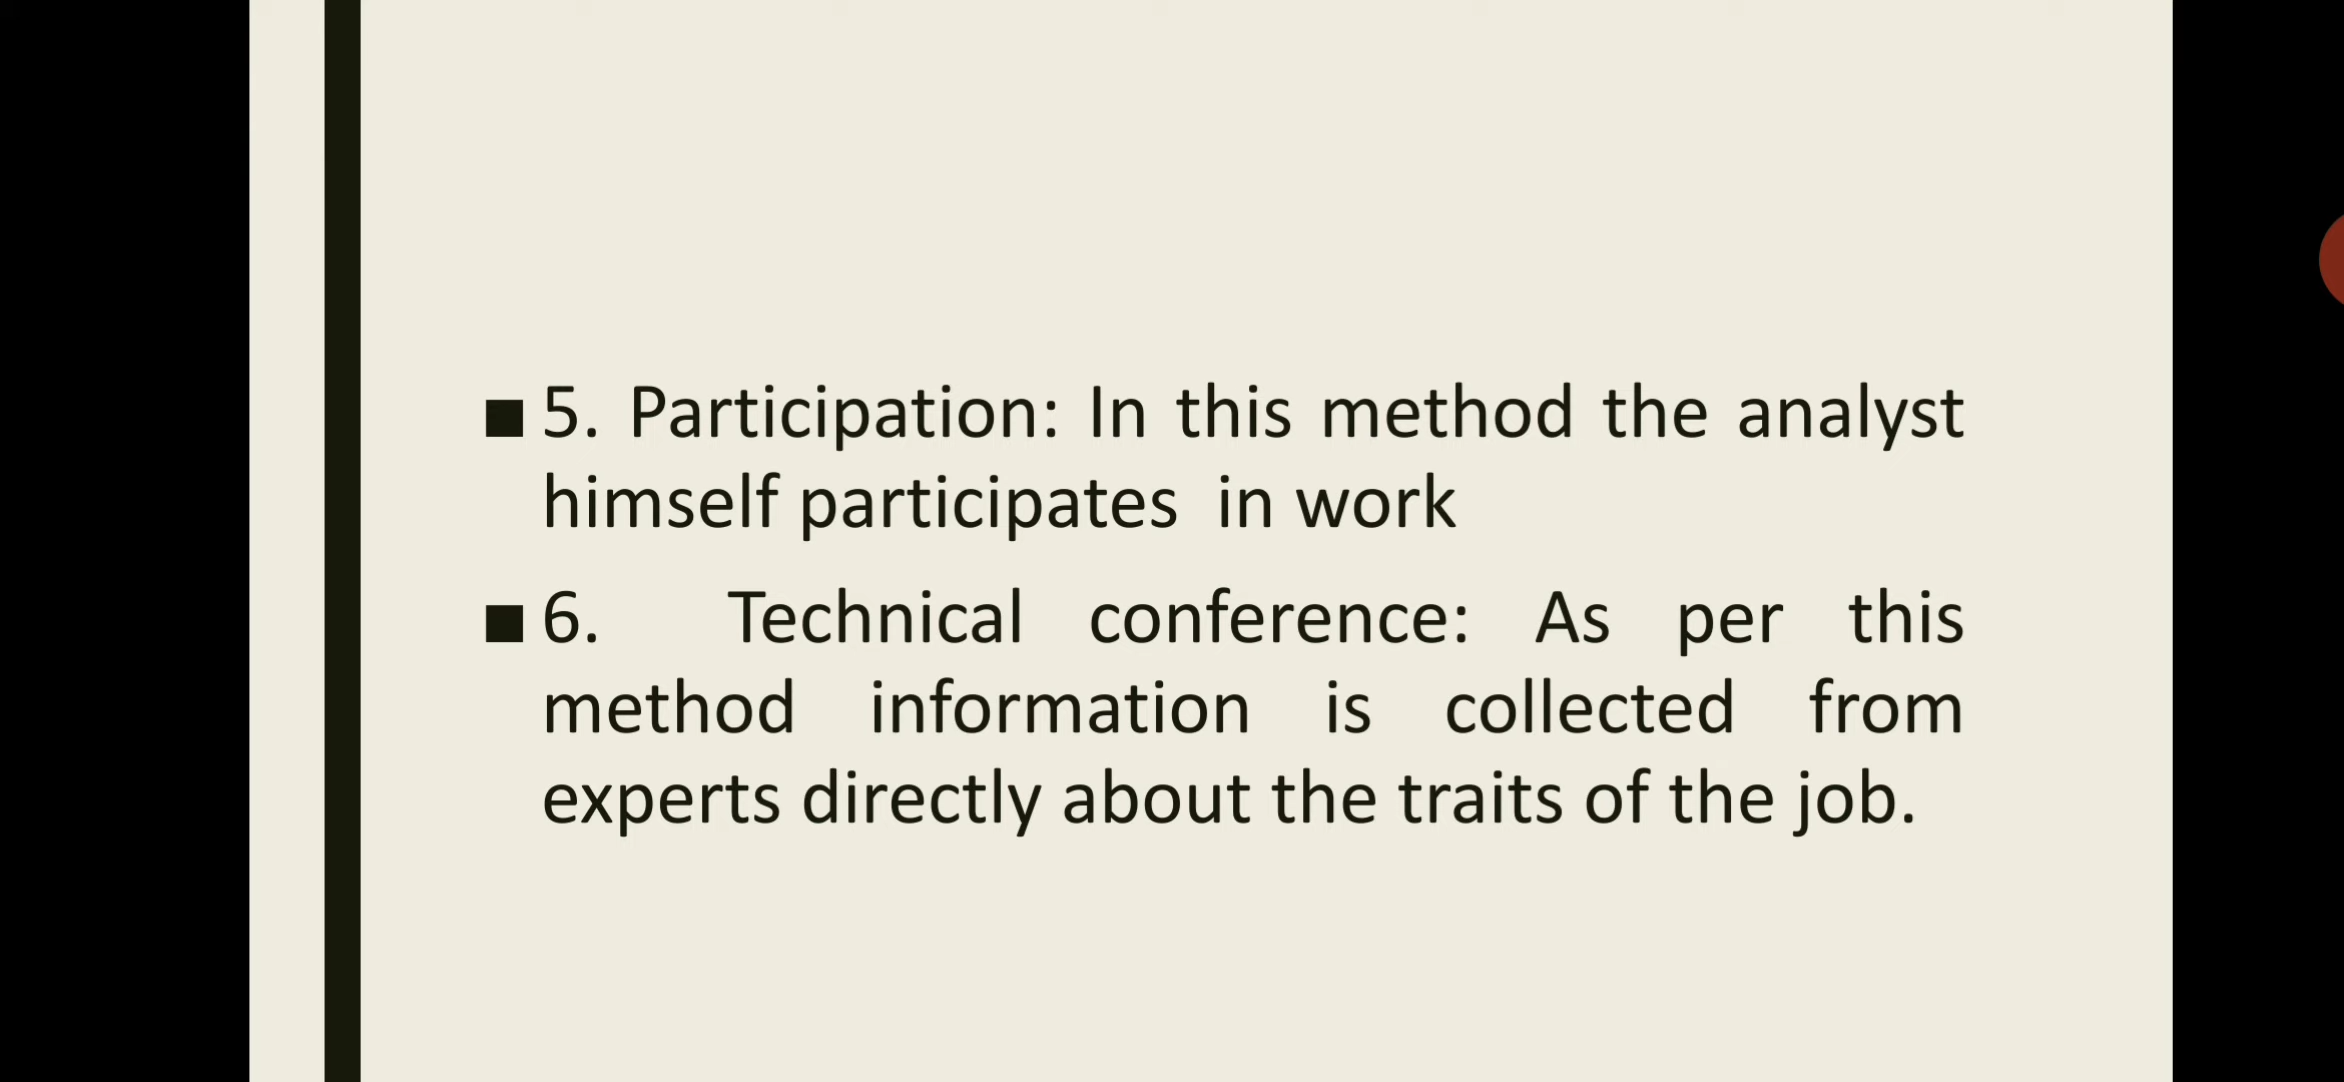 ■ 5. Participation: In this method the analyst
himself participates in work
■ 6. Technical conference: As per this
method information is collected from
experts directly about the traits of the job.